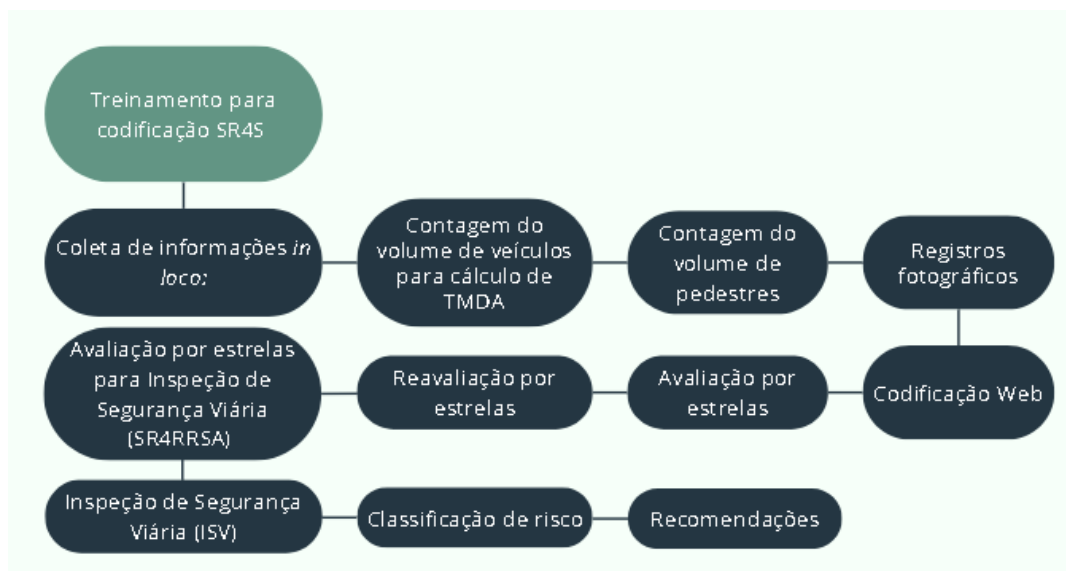 Treinamento para
codificação SR4S
Coleta de informações in
loco:
Contagem do
volume de veículos
para cálculo de
TMDA
Contagem do
volume de
pedestres
Registros
fotográficos
Codificação Web
Avaliação por
estrelas
Reavaliação por
estrelas
Avaliação por estrelas
para Inspeção de
Segurança Viária
(SR4RRSA)
Inspeção de Segurança
Viária (ISV)
Classificação de risco
Recomendações